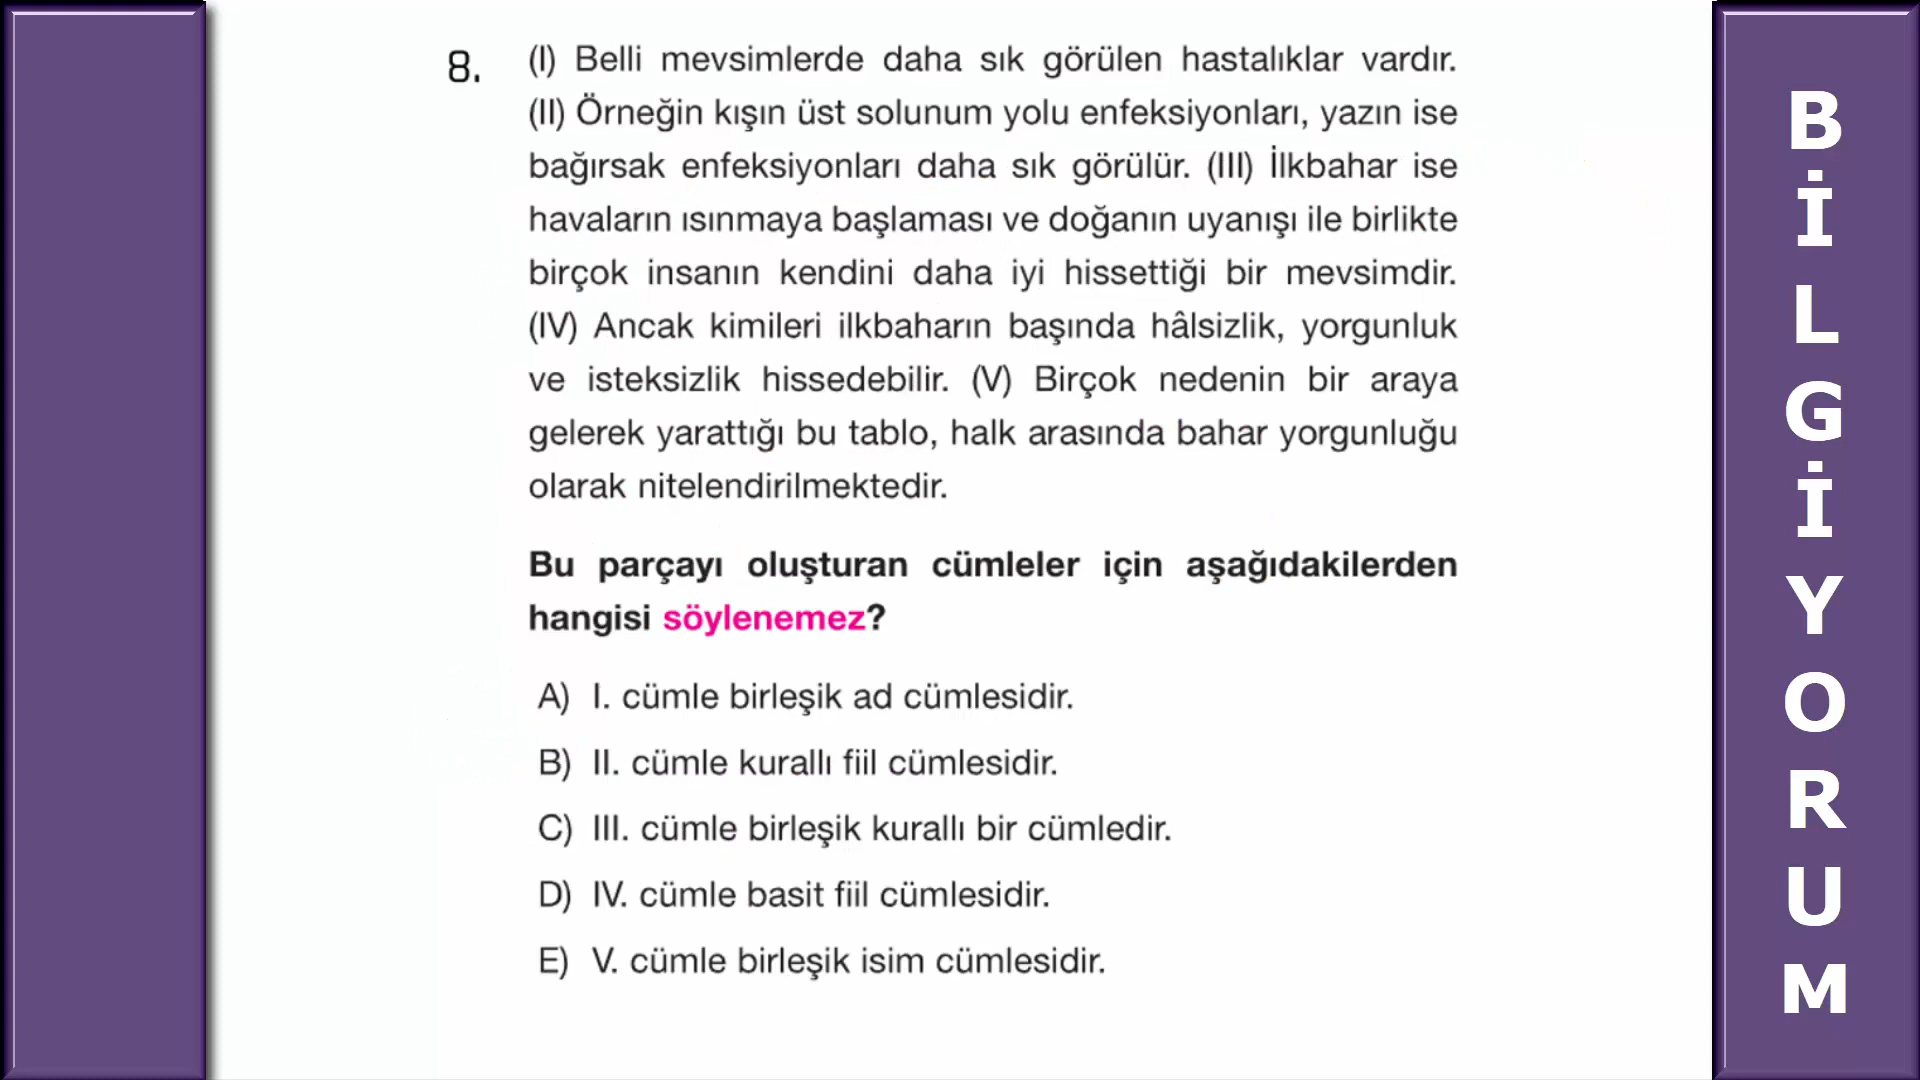 8. (I) Belli mevsimlerde daha sık görülen hastalıklar vardır.
(II) Örneğin kışın üst solunum yolu enfeksiyonları, yazın ise
bağırsak enfeksiyonları daha sık görülür. (III) İlkbahar ise
havaların ısınmaya başlaması ve doğanın uyanışı ile birlikte
birçok insanın kendini daha iyi hissettiği bir mevsimdir.
(IV) Ancak kimileri ilkbaharın başında hâlsizlik, yorgunluk
ve isteksizlik hissedebilir. (V) Birçok nedenin bir araya
gelerek yarattığı bu tablo, halk arasında bahar yorgunluğu
olarak nitelendirilmektedir.
Bu parçayı oluşturan cümleler için aşağıdakilerden
hangisi söylenemez?
A) I. cümle birleşik ad cümlesidir.
B) II. cümle kurallı fiil cümlesidir.
C) III. cümle birleşik kurallı bir cümledir.
D) IV. cümle basit fiil cümlesidir.
E) V. cümle birleşik isim cümlesidir.
BİLGİYORUM